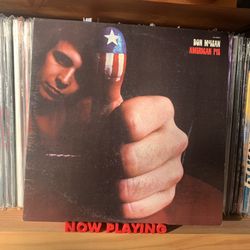 DON McLEAN
AMERICAN PIE
NOW PLAYING